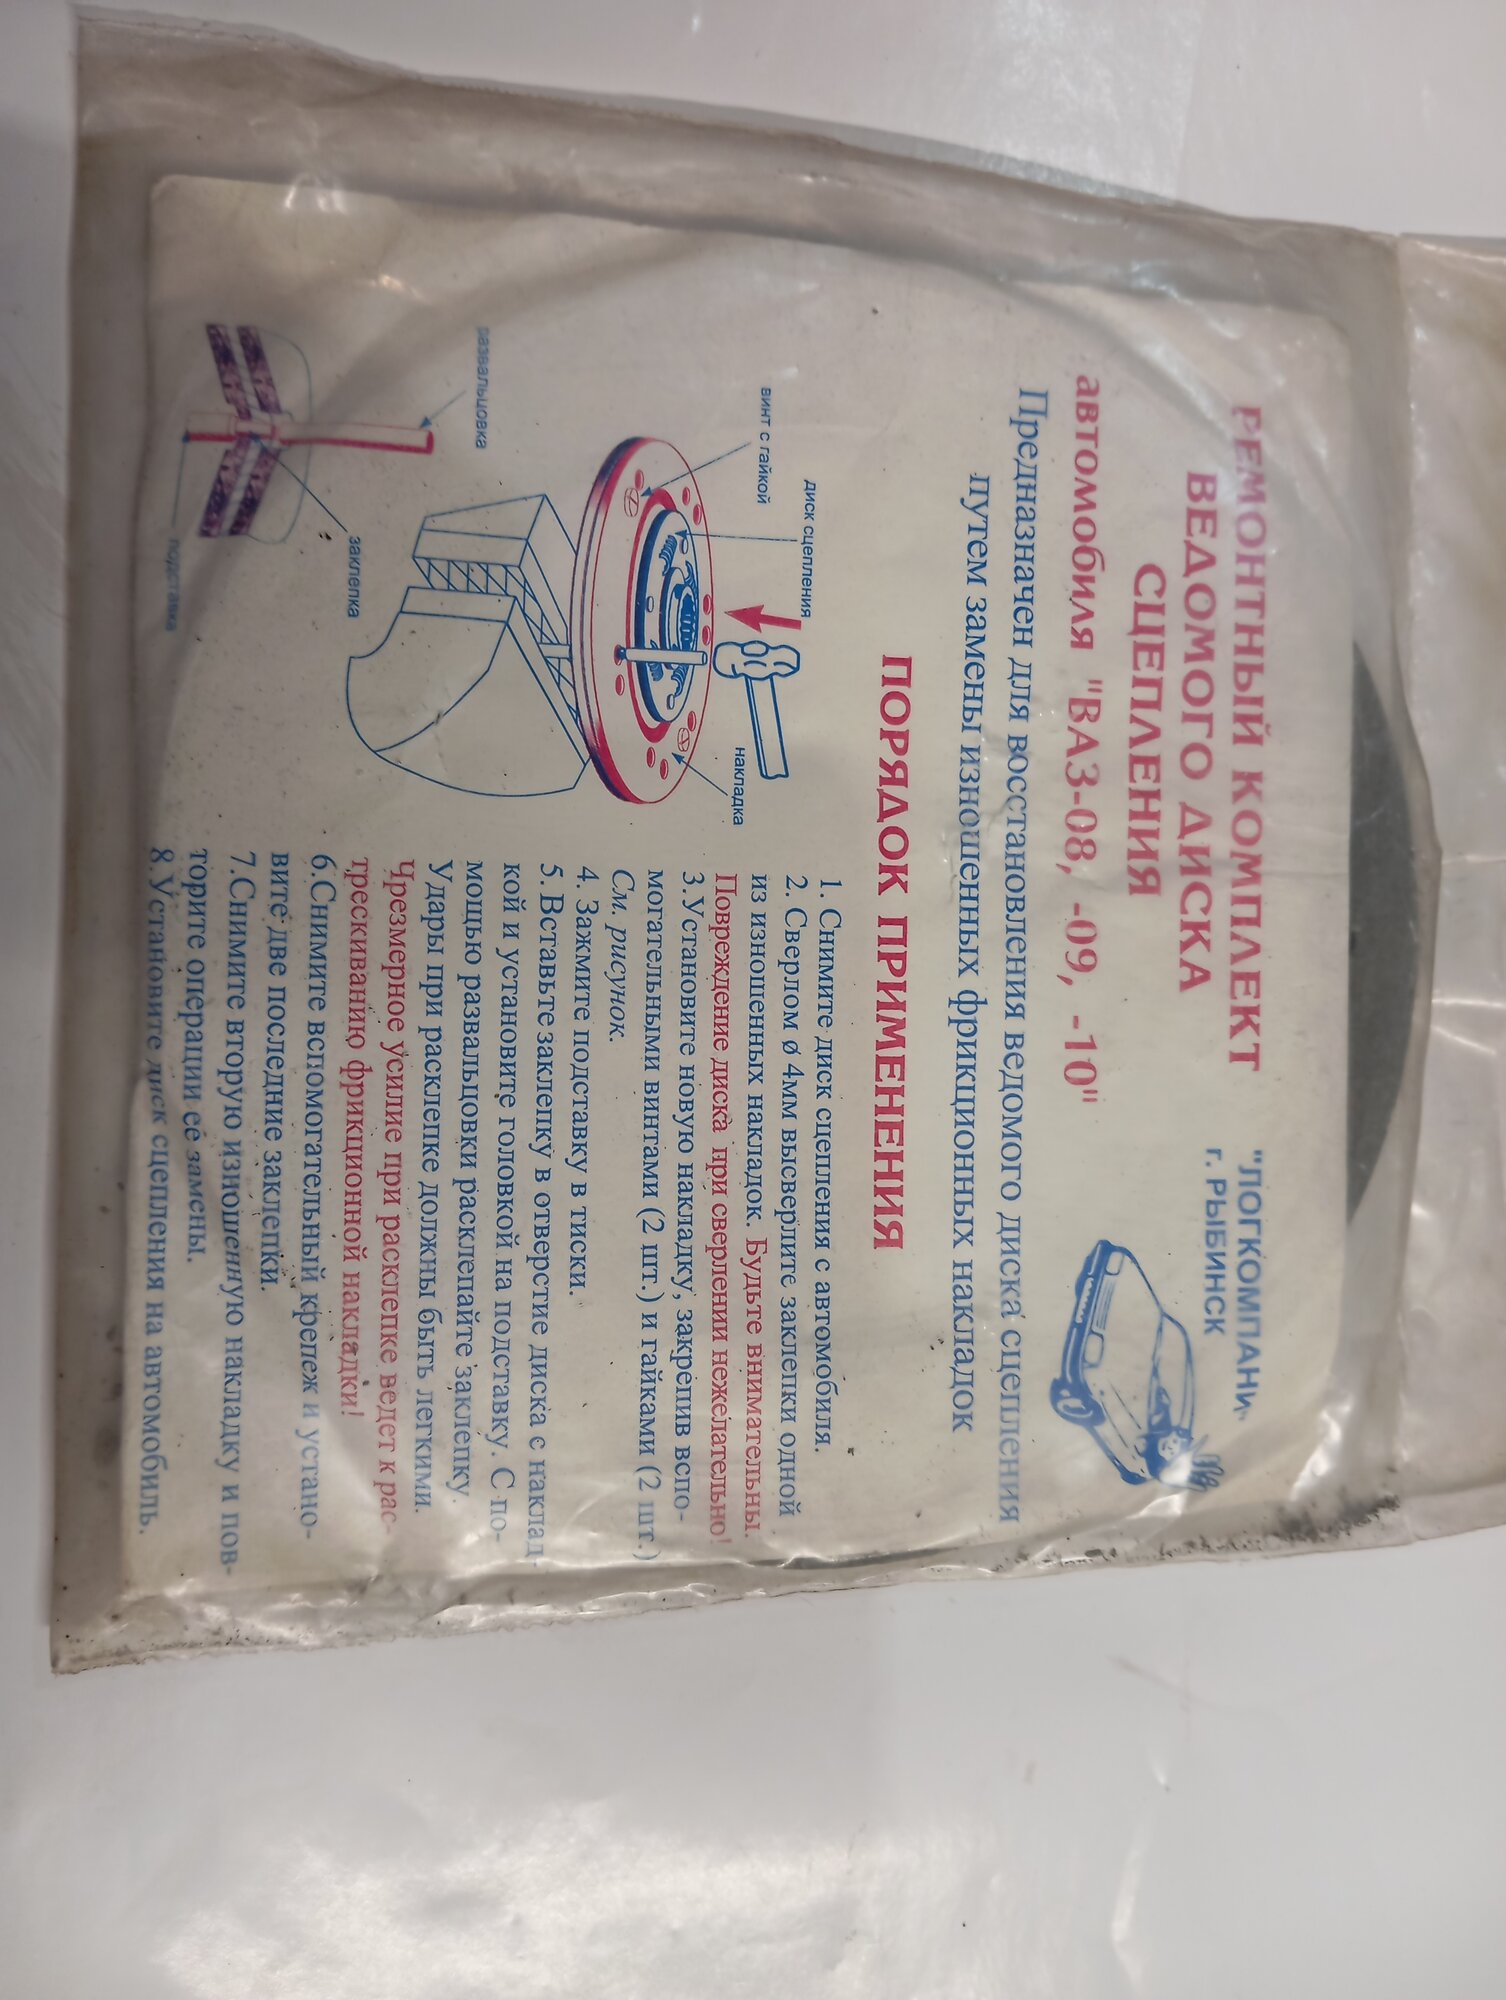 РЕМОНТНЫЙ КОМПЛЕКТ
ВЕДОМОГО ДИСКА
СЦЕПЛЕНИЯ
автомобиля "ВАЗ-08, -09, -10"
"ЛОГКОМПАНИ"
г. РЫБИНСК
Предназначен для восстановления ведомого диска сцепления
путем замены изношенных фрикционных накладок
ПОРЯДОК ПРИМЕНЕНИЯ
диск сцепления
винт с гайкой
накладка
развальцовка
заклепка
подставка
1. Снимите диск сцепления с автомобиля.
2. Сверлом ø 4мм высверлите заклепки одной
из изношенных накладок. Будьте внимательны.
Повреждение диска при сверлении нежелательно!
3.Установите новую накладку, закрепив вспо-
могательными винтами (2 шт.) и гайками (2 шт.)
См. рисунок.
4. Зажмите подставку в тиски.
5. Вставьте заклепку в отверстие диска с наклад-
кой и установите головкой на подставку. С по-
мощью развальцовки расклепайте заклепку.
Удары при расклепке должны быть легкими.
Чрезмерное усилие при расклепке ведет к рас-
трескиванию фрикционной накладки!
6.Снимите вспомогательный крепеж и устано-
вите две последние заклепки.
7.Снимите вторую изношенную накладку и пов-
торите операции ее замены.
8.Установите диск сцепления на автомобиль.